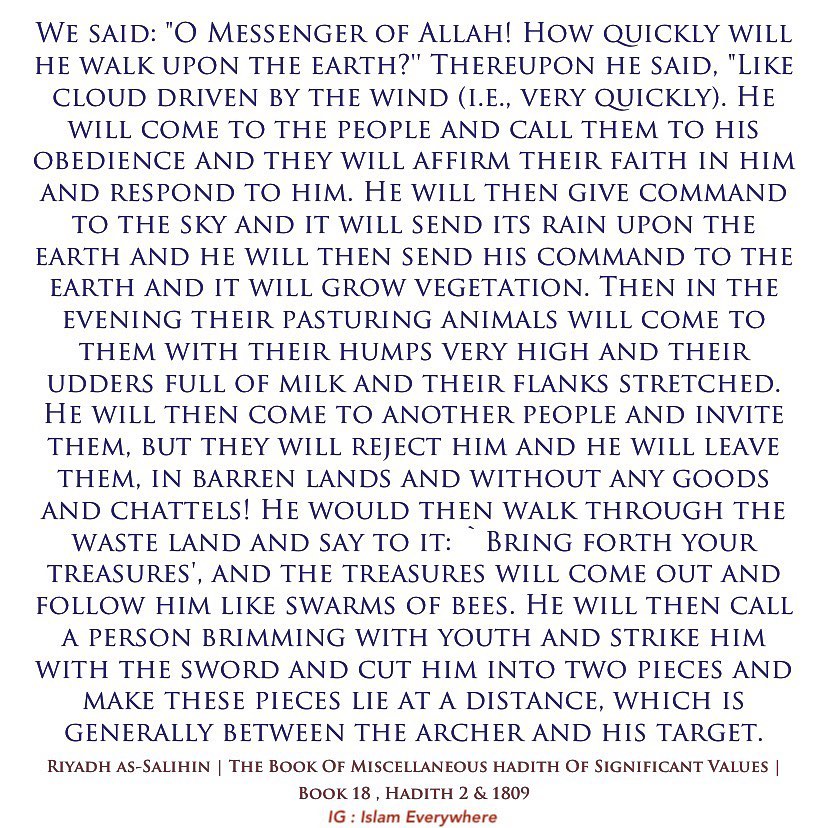 We said: "O Messenger of Allah! How quickly will
he walk upon the earth?'' Thereupon he said, "Like
cloud driven by the wind (i.e., very quickly). He
will come to the people and call them to his
obedience and they will affirm their faith in him
and respond to him. He will then give command
to the sky and it will send its rain upon the
earth and he will then send his command to the
earth and it will grow vegetation. Then in the
evening their pasturing animals will come to
them with their humps very high and their
udders full of milk and their flanks stretched.
He will then come to another people and invite
them, but they will reject him and he will leave
them, in barren lands and without any goods
and chattels! He would then walk through the
waste land and say to it: `Bring forth your
treasures', and the treasures will come out and
follow him like swarms of bees. He will then call
a person brimming with youth and strike him
with the sword and cut him into two pieces and
make these pieces lie at a distance, which is
generally between the archer and his target.
Riyadh as-Salihin | The Book Of Miscellaneous hadith Of Significant Values |
Book 18 , Hadith 2 & 1809
IG : Islam Everywhere